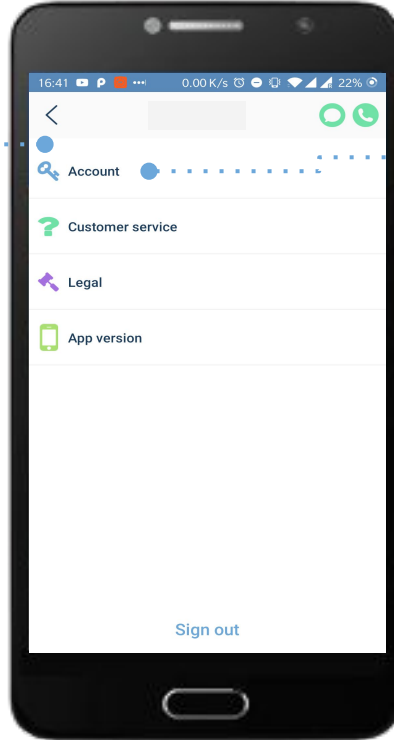 16:41 0.00 K/s 22%
Account
Customer service
Legal
App version
Sign out